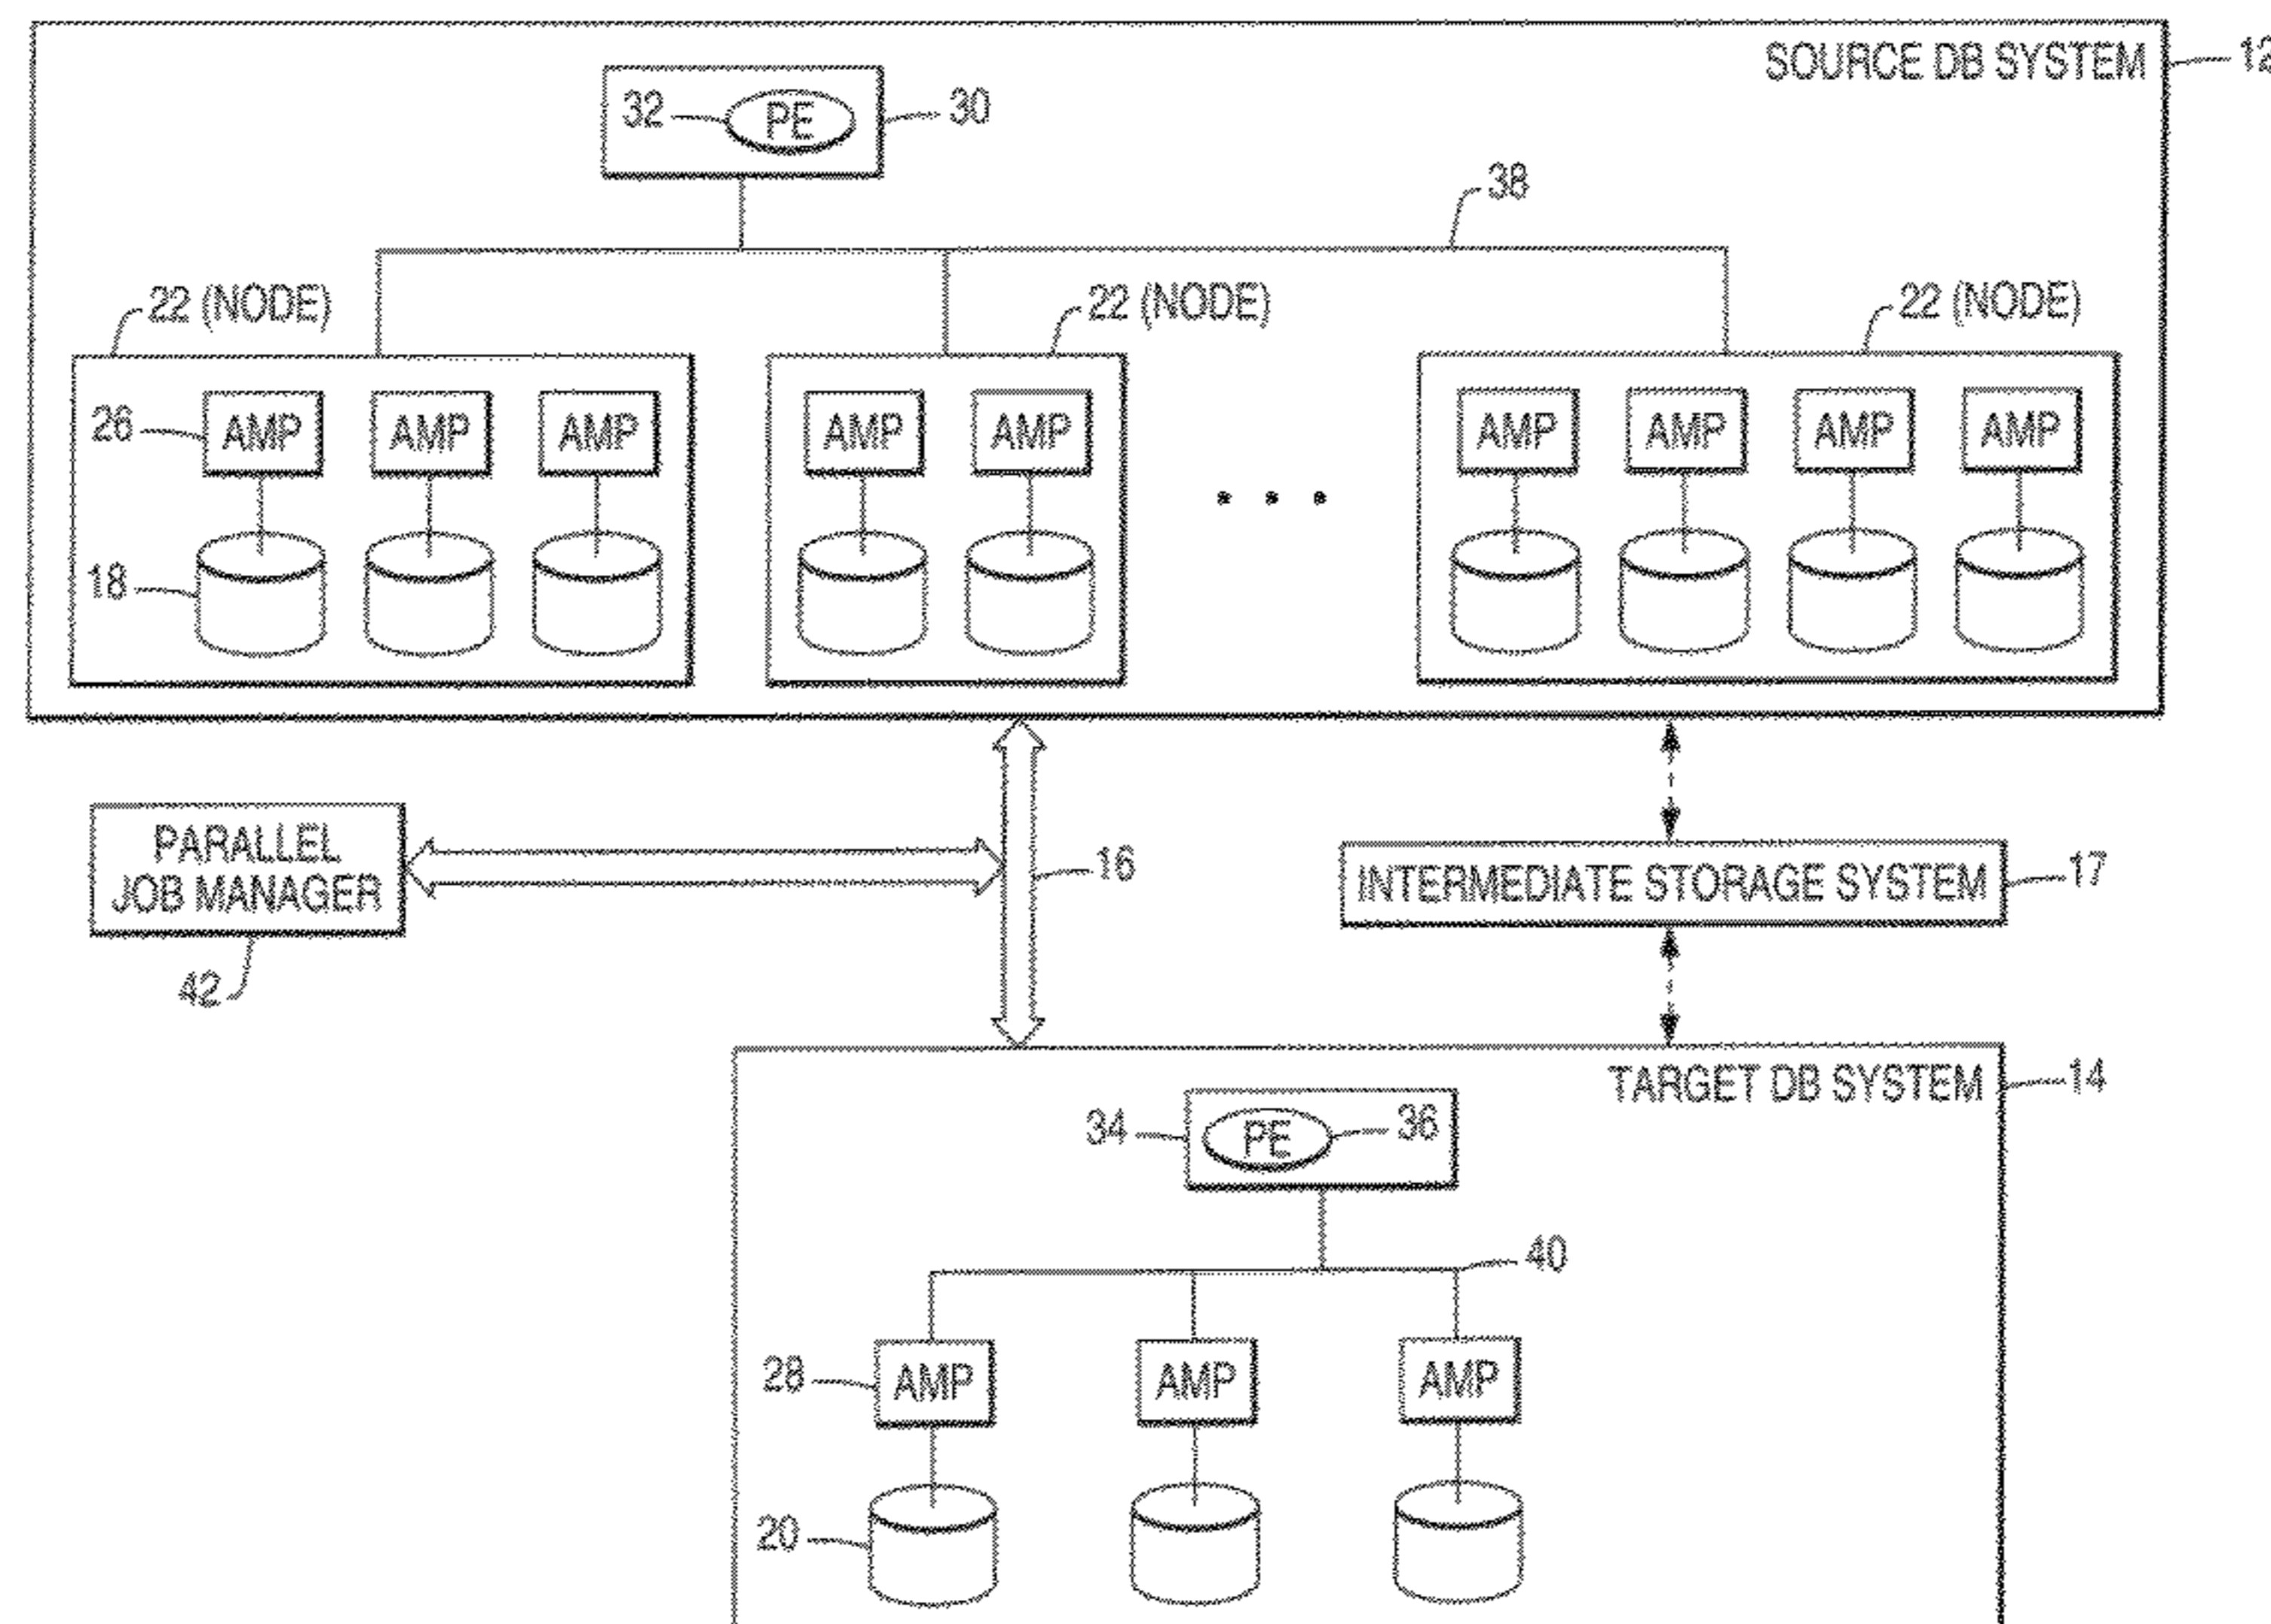 SOURCE DB SYSTEM 12
32 PE 30
38
22 (NODE) 22 (NODE) 22 (NODE)
26 AMP AMP AMP AMP AMP AMP AMP AMP AMP
18
PARALLEL
JOB MANAGER
42
16
INTERMEDIATE STORAGE SYSTEM 17
TARGET DB SYSTEM 14
34 PE 36
40
28 AMP AMP AMP
20